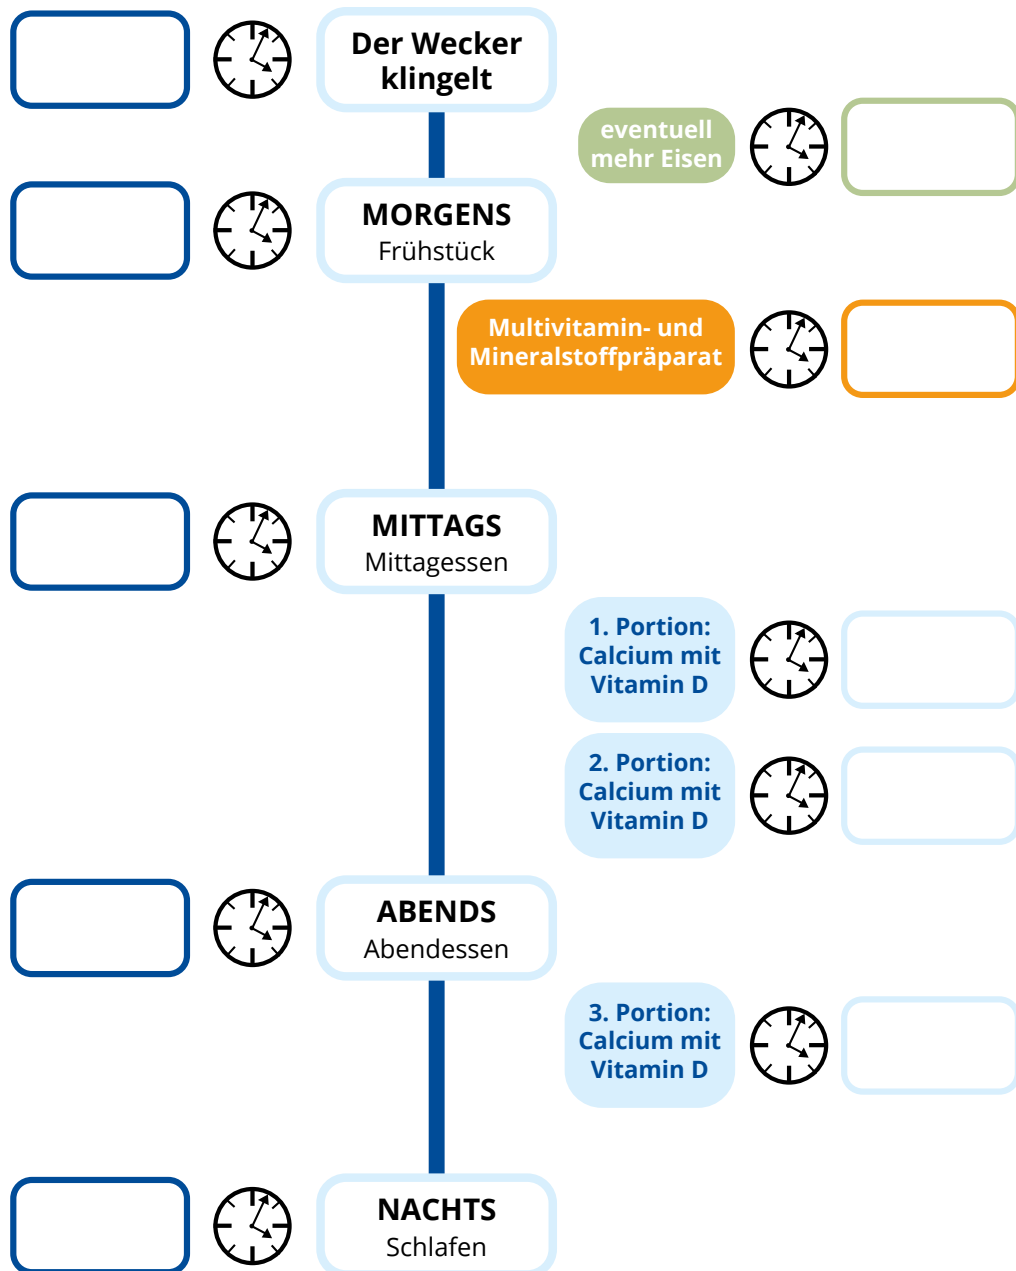 Der Wecker
klingelt
eventuell
mehr Eisen
MORGENS
Frühstück
Multivitamin- und
Mineralstoffpräparat
MITTAGS
Mittagessen
1. Portion:
Calcium mit
Vitamin D
2. Portion:
Calcium mit
Vitamin D
ABENDS
Abendessen
3. Portion:
Calcium mit
Vitamin D
NACHTS
Schlafen